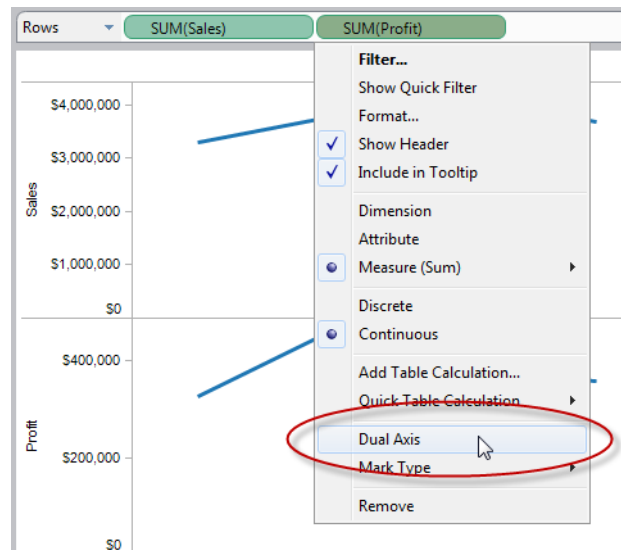 Rows SUM(Sales) SUM(Profit)
Filter...
Show Quick Filter
Format...
Show Header
Include in Tooltip
Dimension
Attribute
Measure (Sum)
Discrete
Continuous
Add Table Calculation...
Quick Table Calculation
Dual Axis
Mark Type
Remove
Sales
$4,000,000
$3,000,000
$2,000,000
$1,000,000
$0
Profit
$400,000
$200,000
$0